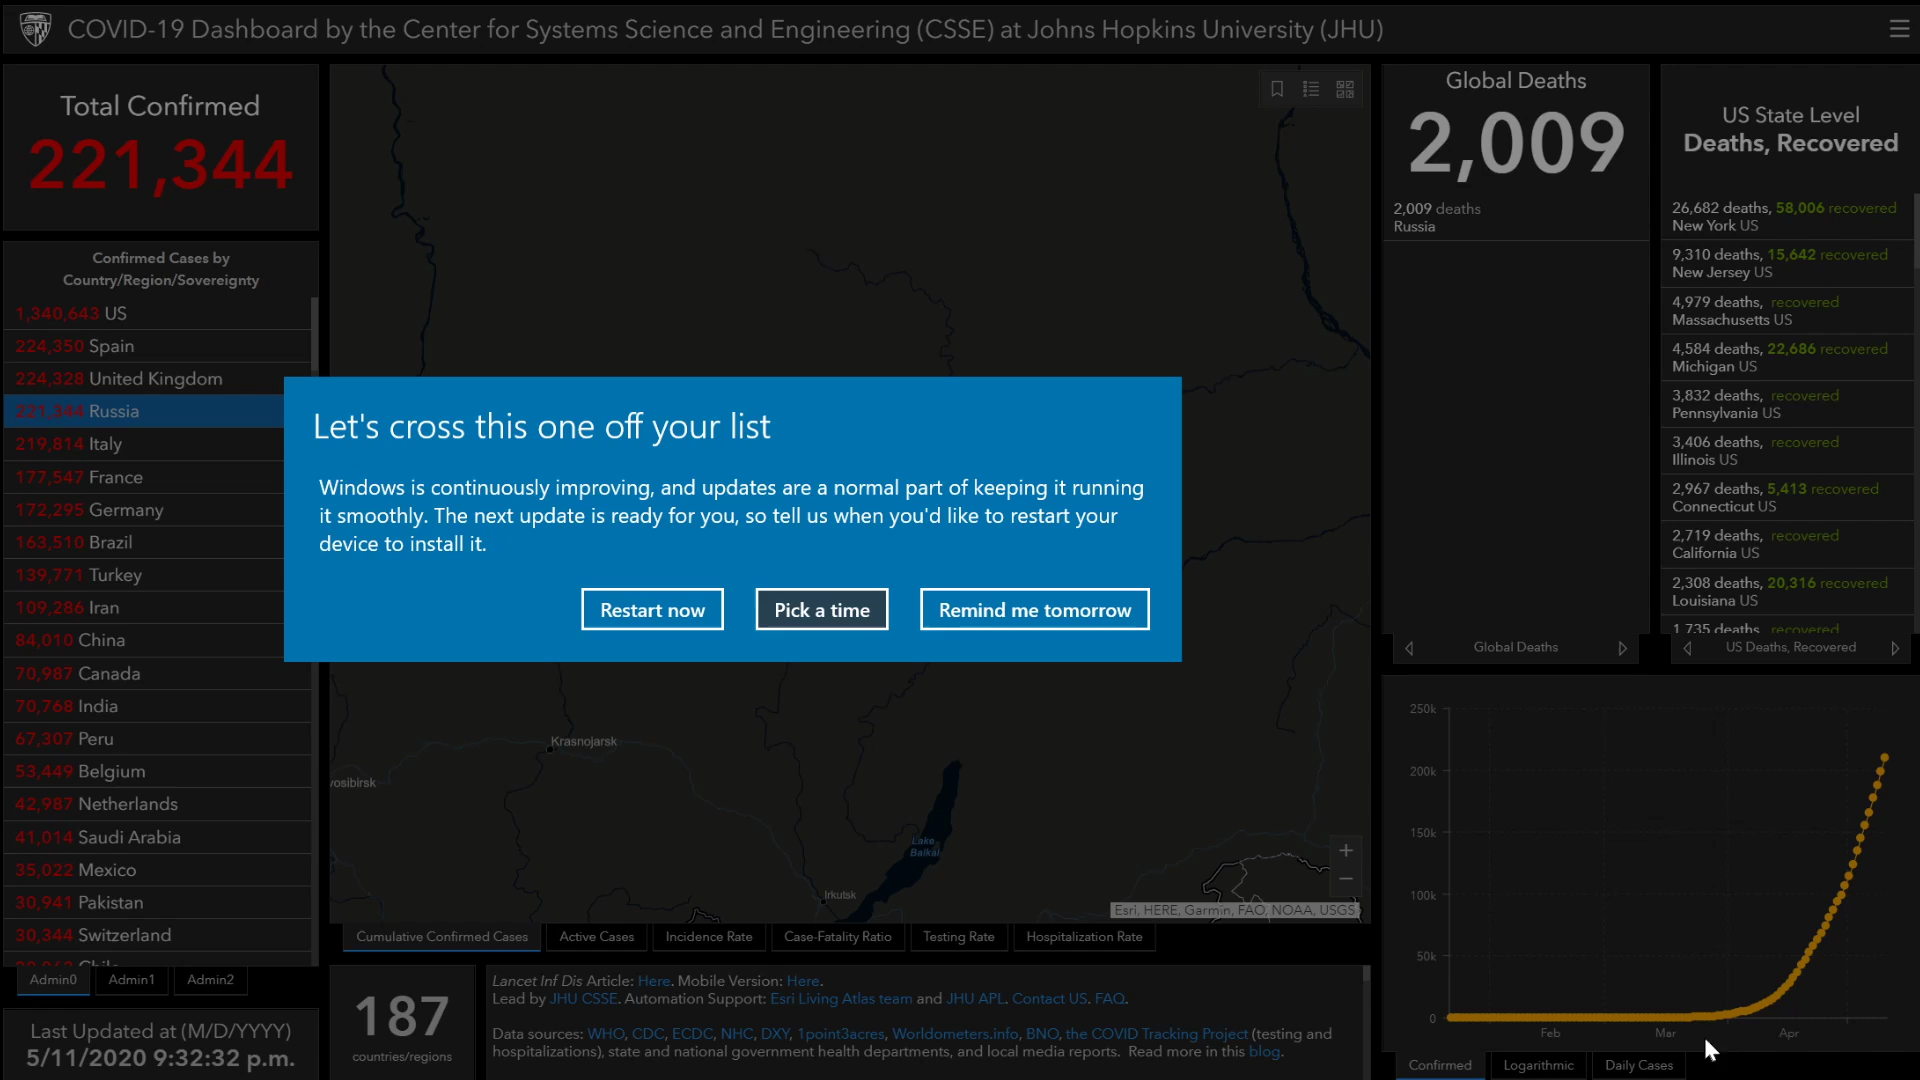 COVID-19 Dashboard by the Center for Systems Science and Engineering (CSSE) at Johns Hopkins University (JHU)
Total Confirmed
221,344
Confirmed Cases by
Country/Region/Sovereignty
1,340,643 US
224,350 Spain
224,328 United Kingdom
221,344 Russia
219,814 Italy
177,547 France
172,295 Germany
163,510 Brazil
139,771 Turkey
109,286 Iran
84,010 China
70,987 Canada
70,768 India
67,307 Peru
53,449 Belgium
42,987 Netherlands
41,014 Saudi Arabia
35,022 Mexico
30,941 Pakistan
30,344 Switzerland
Admin0
Admin1
Admin2
Last Updated at (M/D/YYYY)
5/11/2020 9:32:32 p.m.
Let's cross this one off your list
Windows is continuously improving, and updates are a normal part of keeping it running
it smoothly. The next update is ready for you, so tell us when you'd like to restart your
device to install it.
Restart now
Pick a time
Remind me tomorrow
Krasnojarsk
vosibirsk
Lake
Baikal
Irkutsk
+
−
Esri, HERE, Garmin, FAO, NOAA, USGS
Cumulative Confirmed Cases
Active Cases
Incidence Rate
Case-Fatality Ratio
Testing Rate
Hospitalization Rate
187
countries/regions
Lancet Inf Dis Article: Here. Mobile Version: Here.
Lead by JHU CSSE. Automation Support: Esri Living Atlas team and JHU APL. Contact US. FAQ.
Data sources: WHO, CDC, ECDC, NHC, DXY, 1point3acres, Worldometers.info, BNO, the COVID Tracking Project (testing and
hospitalizations), state and national government health departments, and local media reports. Read more in this blog.
Global Deaths
2,009
2,009 deaths
Russia
Global Deaths
US State Level
Deaths, Recovered
26,682 deaths, 58,006 recovered
New York US
9,310 deaths, 15,642 recovered
New Jersey US
4,979 deaths, recovered
Massachusetts US
4,584 deaths, 22,686 recovered
Michigan US
3,832 deaths, recovered
Pennsylvania US
3,406 deaths, recovered
Illinois US
2,967 deaths, 5,413 recovered
Connecticut US
2,719 deaths, recovered
California US
2,308 deaths, 20,316 recovered
Louisiana US
1,735 deaths, recovered
US Deaths, Recovered
250k
200k
150k
100k
50k
0
Feb
Mar
Apr
Confirmed
Logarithmic
Daily Cases